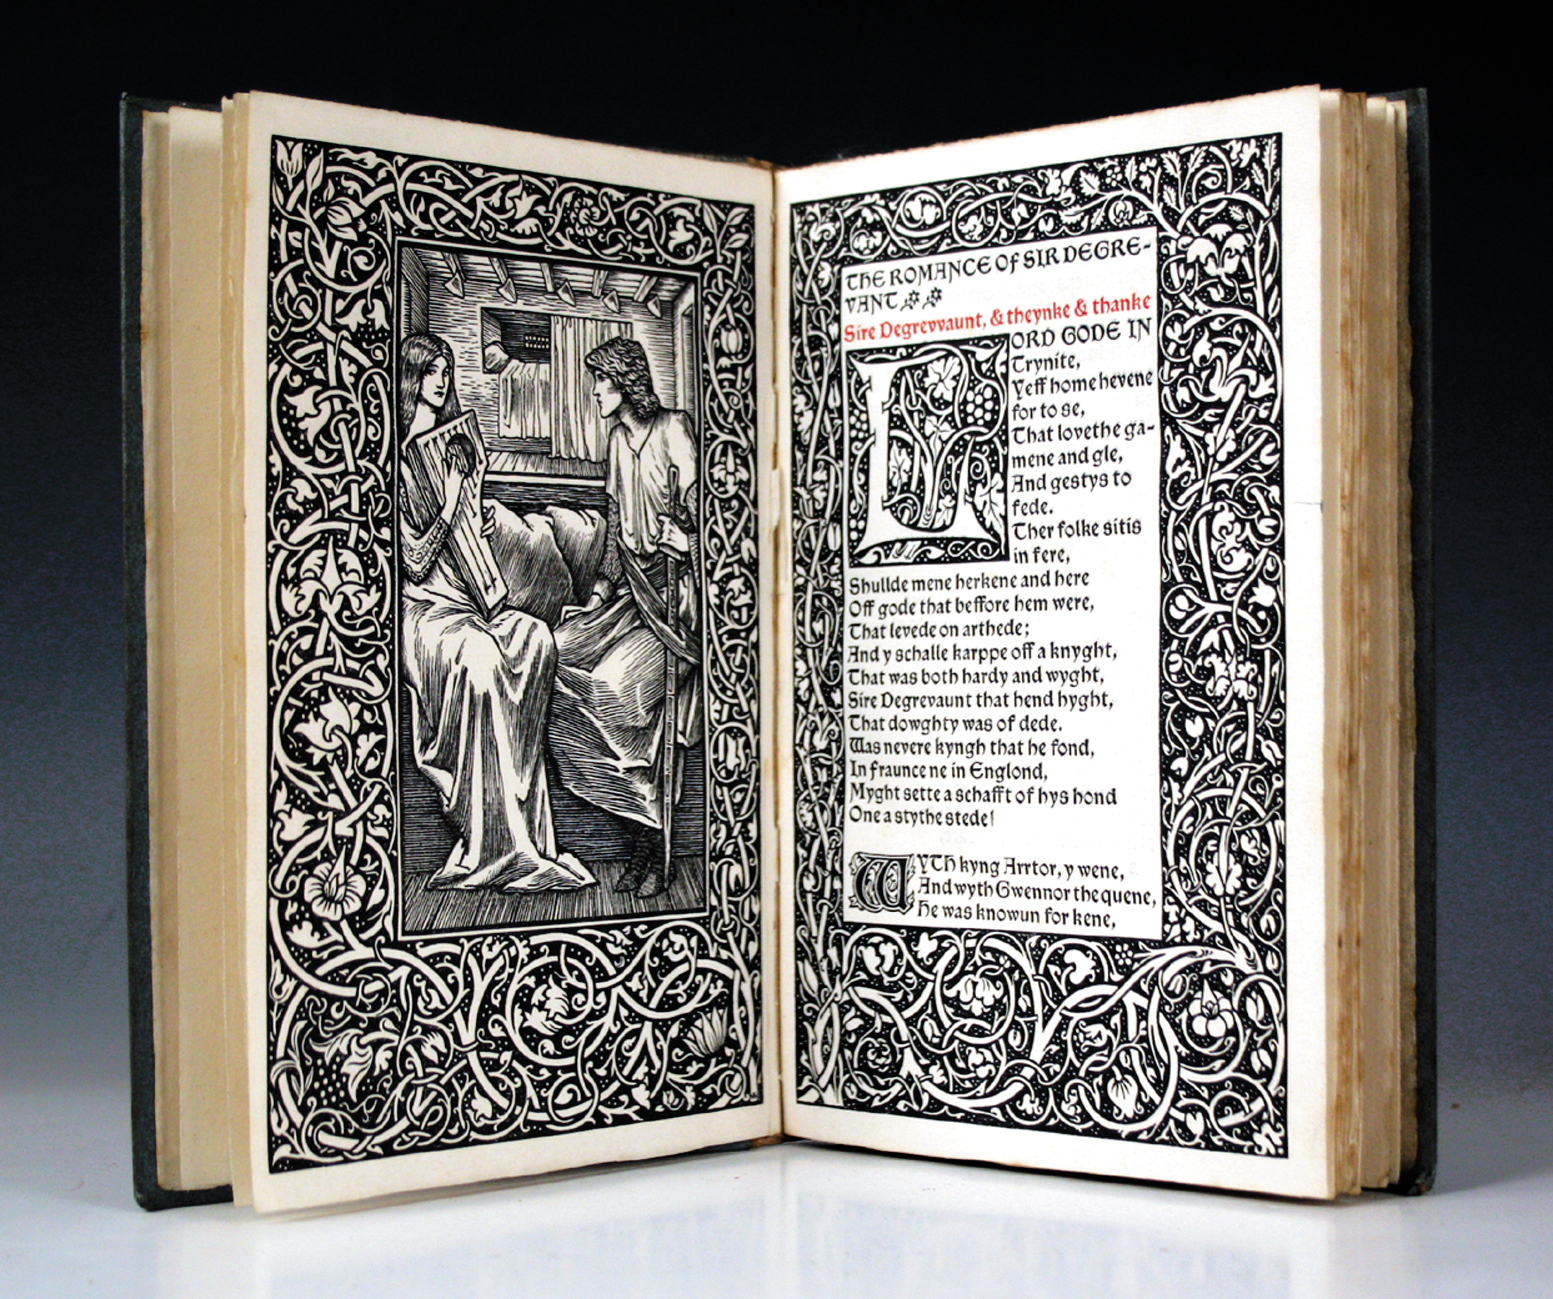 THE ROMANCE OF SIR DEGRE-
VANT
Sire Degrevvaunt, & theynke & thanke
LORD GODE IN
Trynite,
Yeff home hevene
for to se,
That lovethe ga-
mene and gle,
And gestys to
fede.
Ther folke sitis
in fere,
Shullde mene herkene and here
Off gode that beffore hem were,
That levede on arthede;
And y schalle karppe off a knyght,
That was both hardy and wyght,
Sire Degrevaunt that hend hyght,
That dowghty was of dede.
Was nevere kyngh that he fond,
In fraunce ne in Englond,
Myght sette a schafft of hys hond
One a stythe stede!
WYTH kyng Arrtor, y wene,
And wyth Gwennor the quene,
He was knowun for kene,